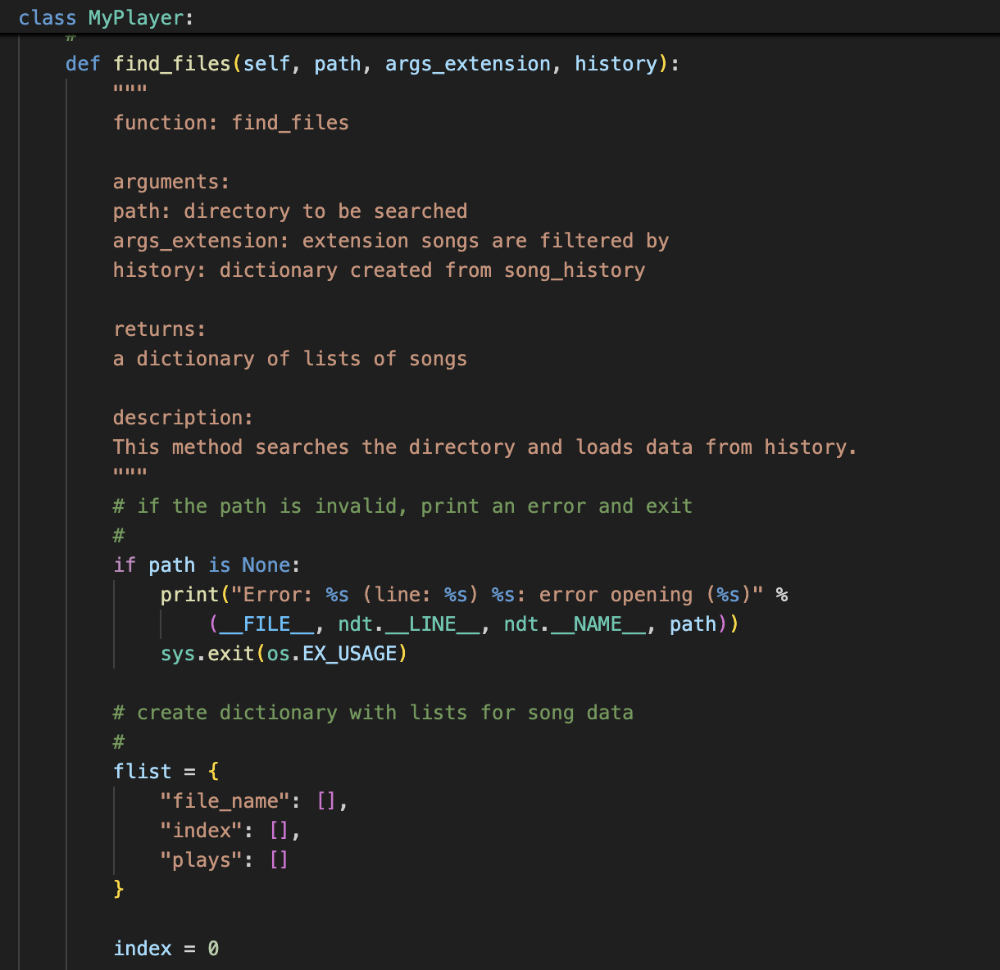 class MyPlayer:
    #
    def find_files(self, path, args_extension, history):
        """
        function: find_files

        arguments:
        path: directory to be searched
        args_extension: extension songs are filtered by
        history: dictionary created from song_history

        returns:
        a dictionary of lists of songs

        description:
        This method searches the directory and loads data from history.
        """
        # if the path is invalid, print an error and exit
        #
        if path is None:
            print("Error: %s (line: %s) %s: error opening (%s)" %
                (__FILE__, ndt.__LINE__, ndt.__NAME__, path))
            sys.exit(os.EX_USAGE)

        # create dictionary with lists for song data
        #
        flist = {
            "file_name": [],
            "index": [],
            "plays": []
        }

        index = 0